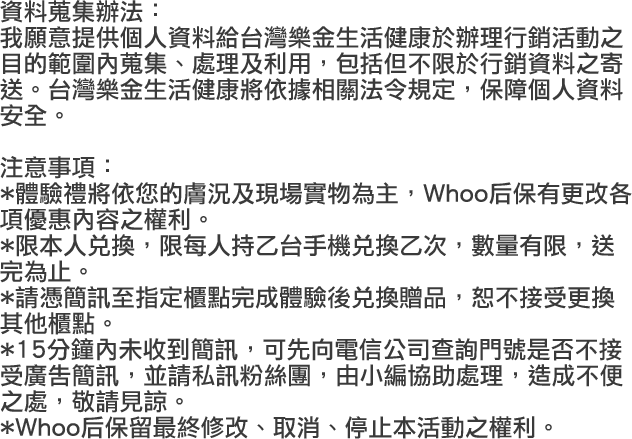 資料蒐集辦法：
我願意提供個人資料給台灣樂金生活健康於辦理行銷活動之
目的範圍內蒐集、處理及利用，包括但不限於行銷資料之寄
送。台灣樂金生活健康將依據相關法令規定，保障個人資料
安全。
注意事項：
*體驗禮將依您的膚況及現場實物為主，Whoo后保有更改各
項優惠內容之權利。
*限本人兌換，限每人持乙台手機兌換乙次，數量有限，送
完為止。
*請憑簡訊至指定櫃點完成體驗後兌換贈品，恕不接受更換
其他櫃點。
*15分鐘內未收到簡訊，可先向電信公司查詢門號是否不接
受廣告簡訊，並請私訊粉絲團，由小編協助處理，造成不便
之處，敬請見諒。
*Whoo后保留最終修改、取消、停止本活動之權利。